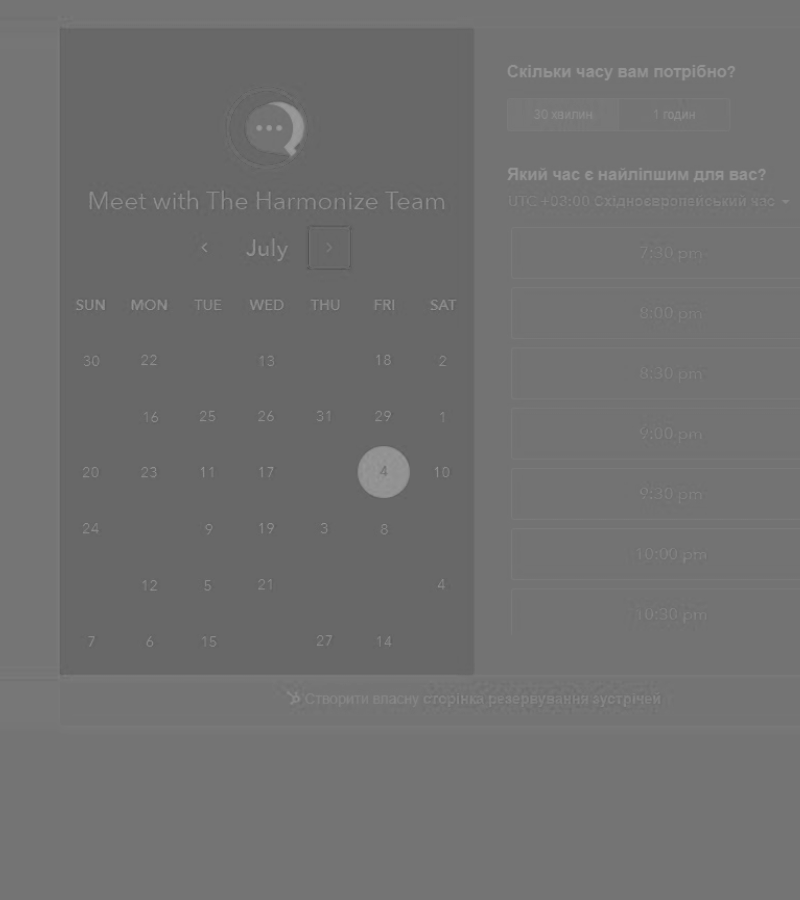 Meet with The Harmonize Team
July
SUN MON TUE WED THU FRI SAT
30 22 13 18 2
16 25 26 31 29 1
20 23 11 17 4 10
24 9 19 3 8
12 5 21 4
7 6 15 27 14
Скільки часу вам потрібно?
30 хвилин 1 годин
Який час є найліпшим для вас?
UTC +03:00 Східноєвропейський час
7:30 pm
8:00 pm
8:30 pm
9:00 pm
9:30 pm
10:00 pm
10:30 pm
Створити власну сторінка резервування зустрічей